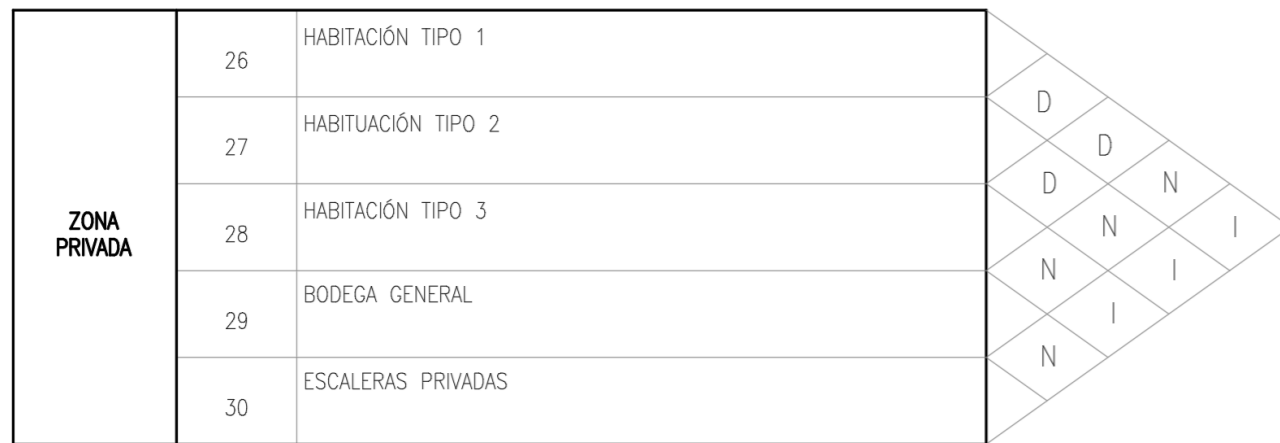 ZONA
PRIVADA
26 HABITACIÓN TIPO 1
27 HABITUACIÓN TIPO 2
28 HABITACIÓN TIPO 3
29 BODEGA GENERAL
30 ESCALERAS PRIVADAS
D
D
D N
N I
N I
I
N